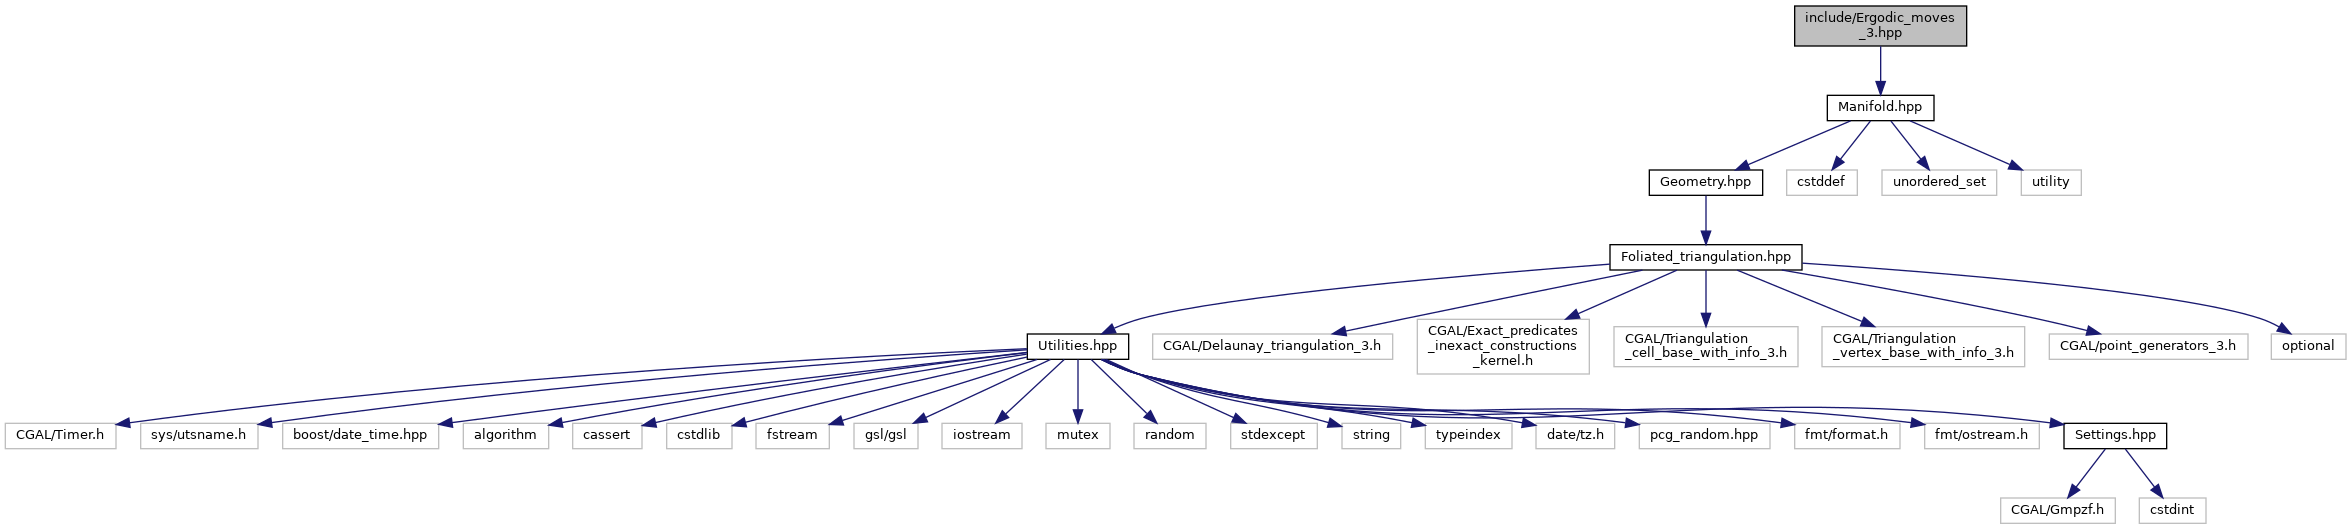 include/Ergodic_moves
_3.hpp
Manifold.hpp
Geometry.hpp
cstddef
unordered_set
utility
Foliated_triangulation.hpp
Utilities.hpp
CGAL/Delaunay_triangulation_3.h
CGAL/Exact_predicates
_inexact_constructions
_kernel.h
CGAL/Triangulation
_cell_base_with_info_3.h
CGAL/Triangulation
_vertex_base_with_info_3.h
CGAL/point_generators_3.h
optional
CGAL/Timer.h
sys/utsname.h
boost/date_time.hpp
algorithm
cassert
cstdlib
fstream
gsl/gsl
iostream
mutex
random
stdexcept
string
typeindex
date/tz.h
pcg_random.hpp
fmt/format.h
fmt/ostream.h
Settings.hpp
CGAL/Gmpzf.h
cstdint